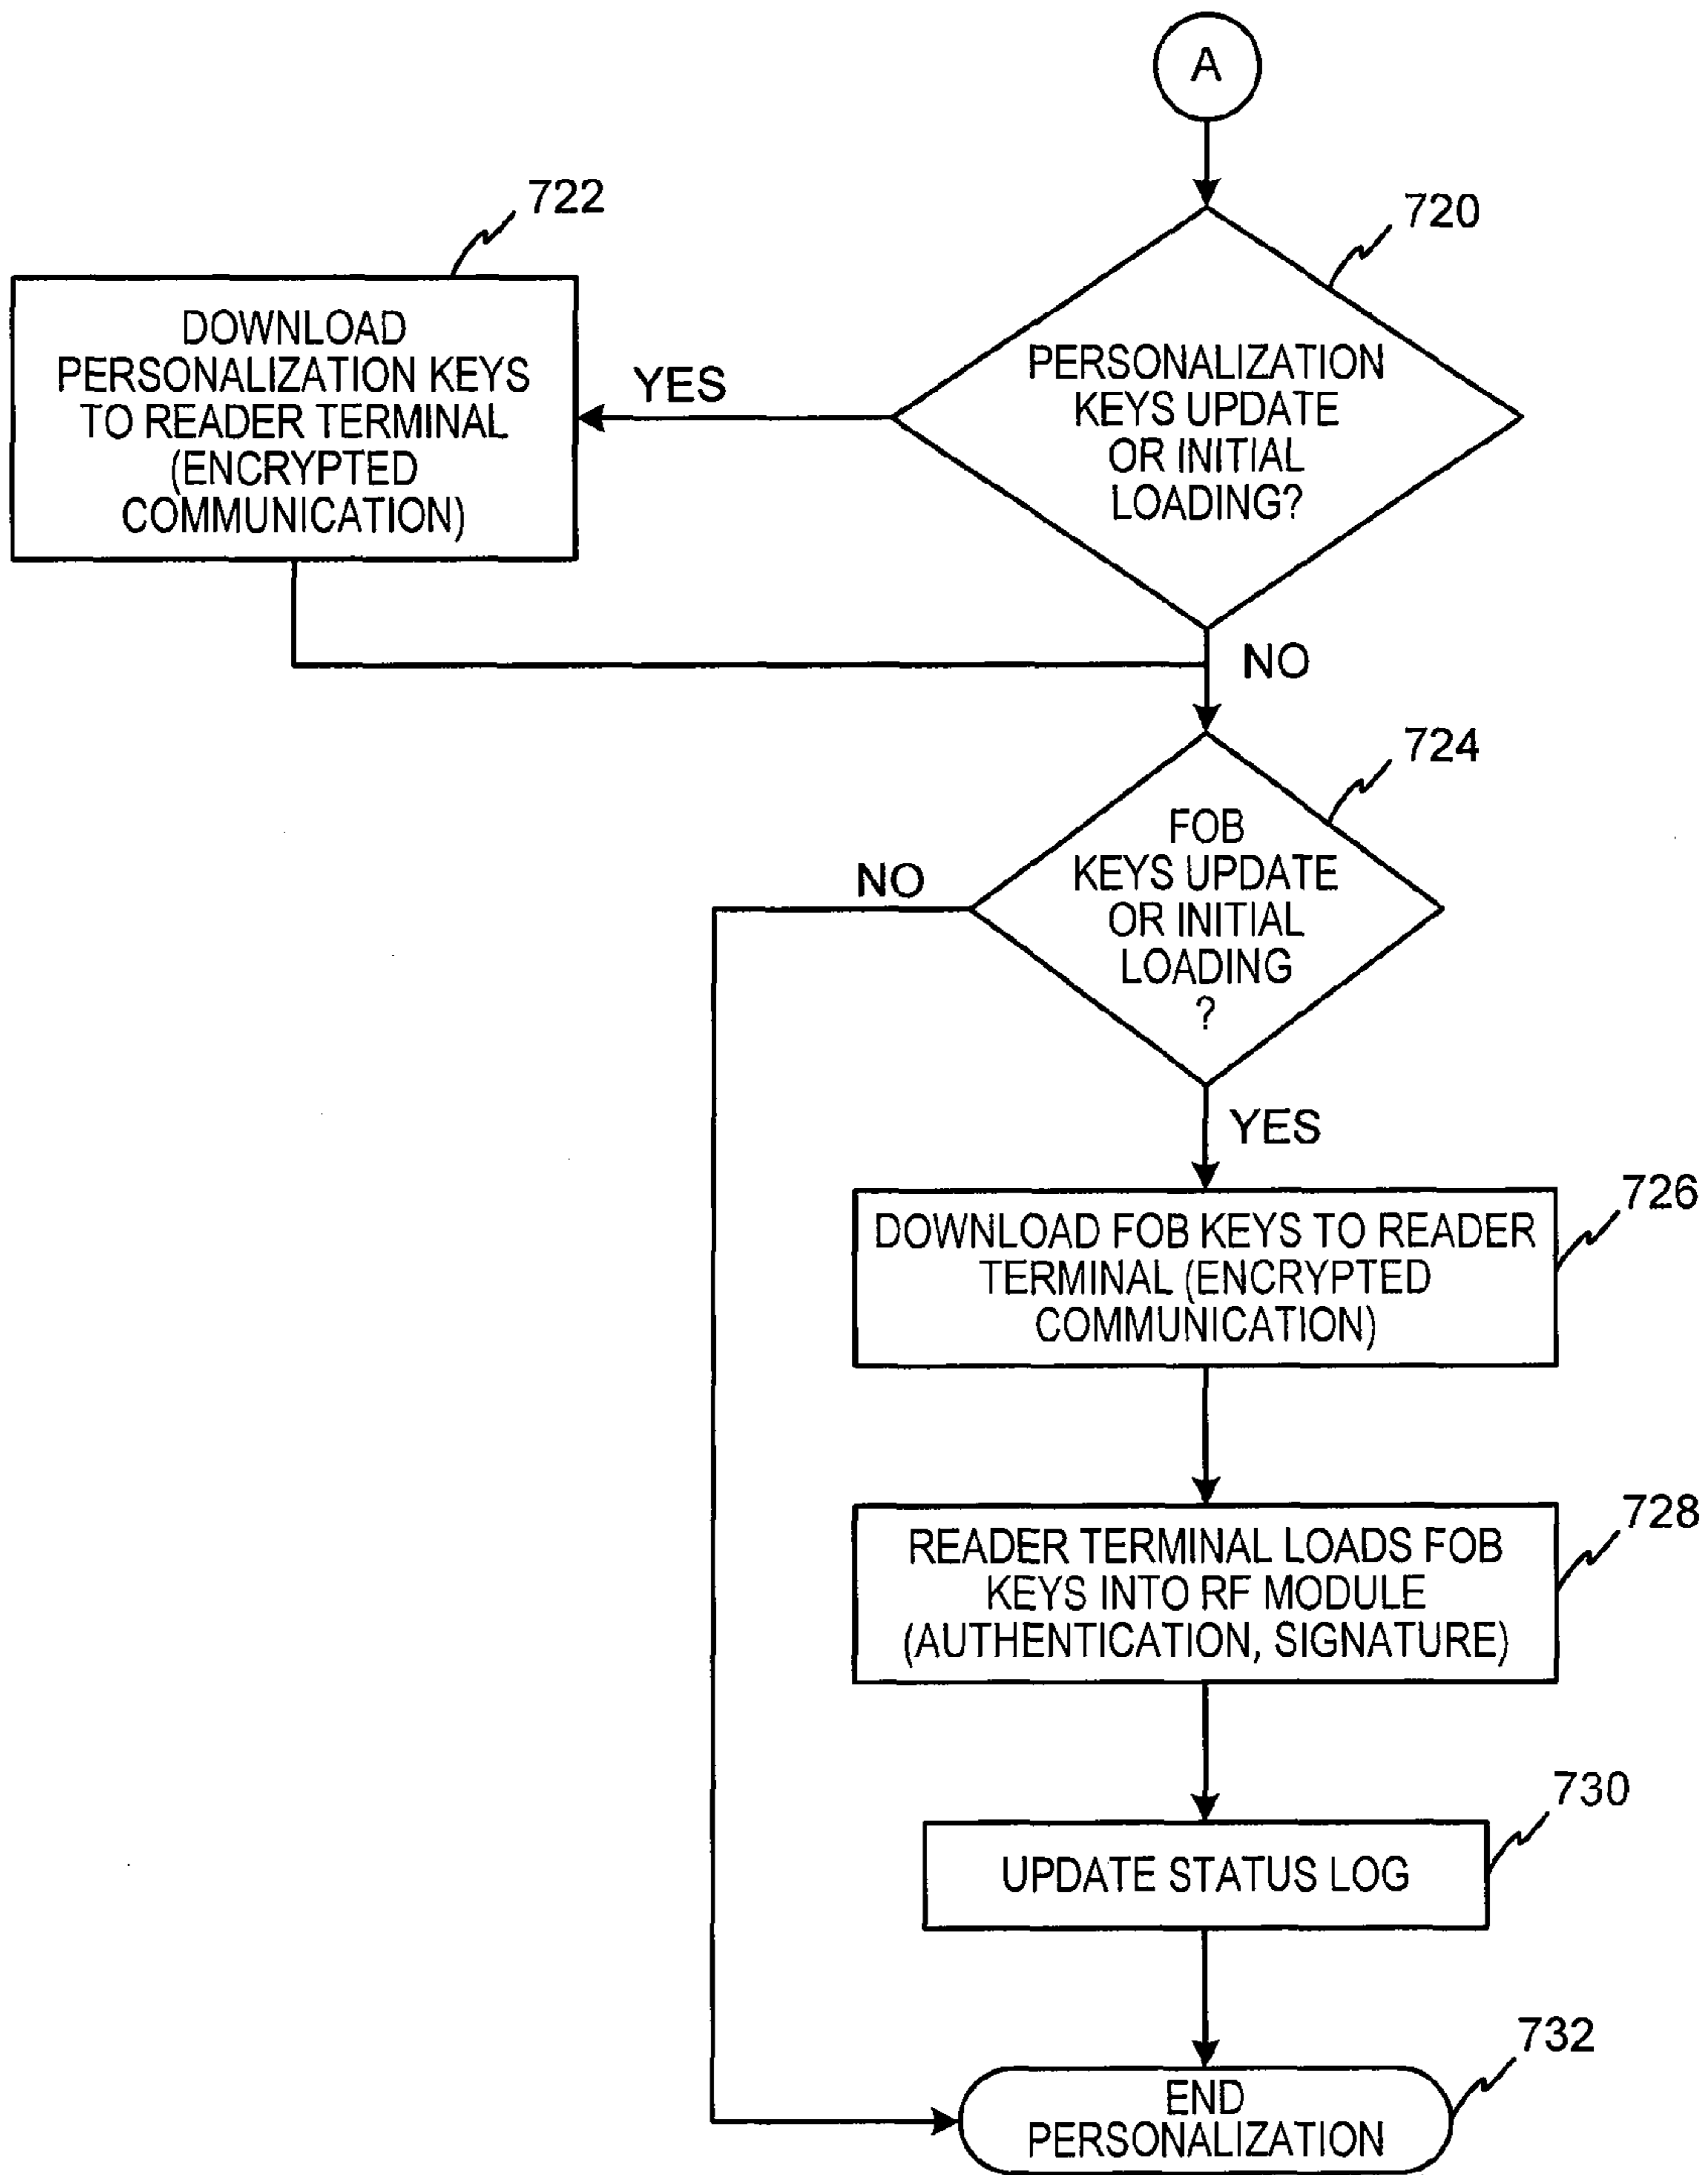 A
720
PERSONALIZATION
KEYS UPDATE
OR INITIAL
LOADING?
722
DOWNLOAD
PERSONALIZATION KEYS
TO READER TERMINAL
(ENCRYPTED
COMMUNICATION)
YES
NO
724
FOB
KEYS UPDATE
OR INITIAL
LOADING
?
NO
YES
726
DOWNLOAD FOB KEYS TO READER
TERMINAL (ENCRYPTED
COMMUNICATION)
728
READER TERMINAL LOADS FOB
KEYS INTO RF MODULE
(AUTHENTICATION, SIGNATURE)
730
UPDATE STATUS LOG
732
END
PERSONALIZATION